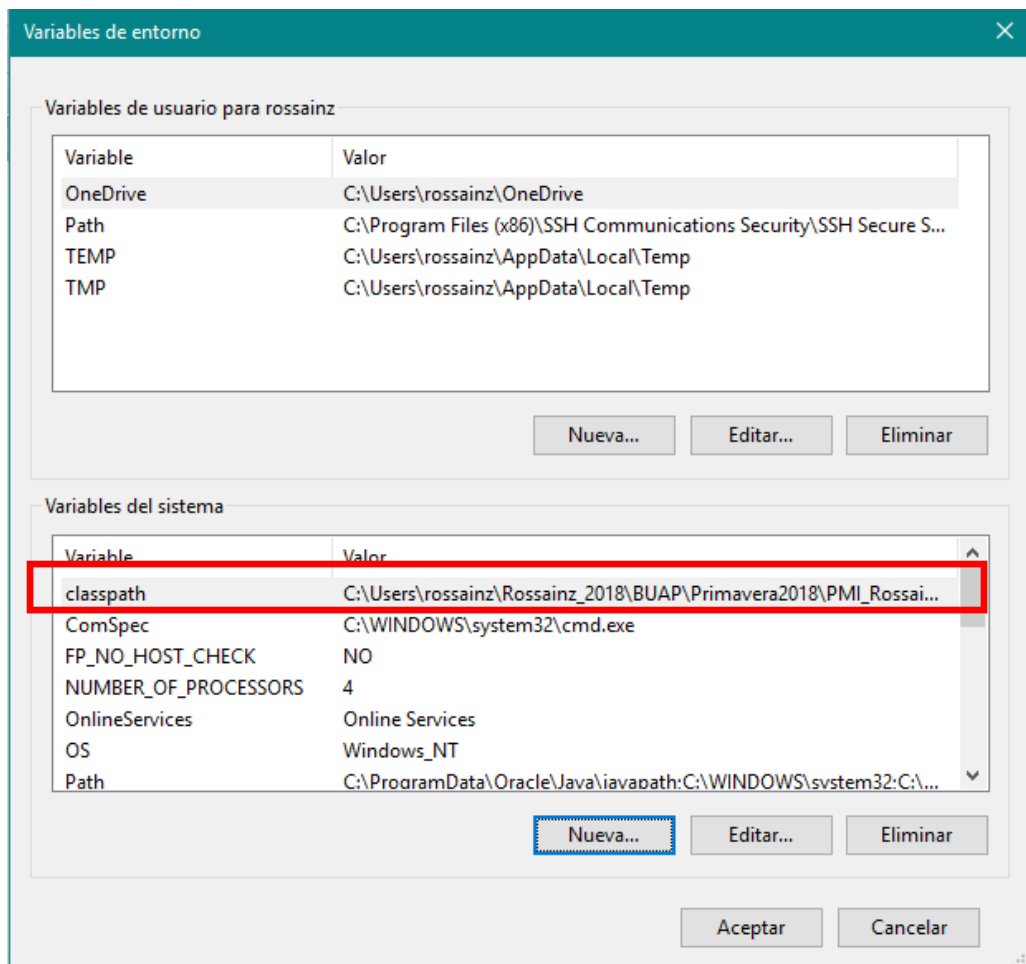 Variables de entorno
Variables de usuario para rossainz
Variable Valor
OneDrive C:\Users\rossainz\OneDrive
Path C:\Program Files (x86)\SSH Communications Security\SSH Secure S...
TEMP C:\Users\rossainz\AppData\Local\Temp
TMP C:\Users\rossainz\AppData\Local\Temp
Nueva... Editar... Eliminar
Variables del sistema
Variable Valor
classpath C:\Users\rossainz\Rossainz_2018\BUAP\Primavera2018\PMI_Rossai...
ComSpec C:\WINDOWS\system32\cmd.exe
FP_NO_HOST_CHECK NO
NUMBER_OF_PROCESSORS 4
OnlineServices Online Services
OS Windows_NT
Path C:\ProgramData\Oracle\Java\javapath;C:\WINDOWS\system32;C:\...
Nueva... Editar... Eliminar
Aceptar Cancelar